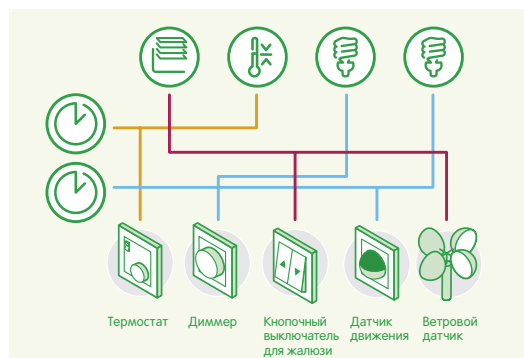 Термостат
Диммер
Кнопочный
выключатель
для жалюзи
Датчик
движения
Ветровой
датчик